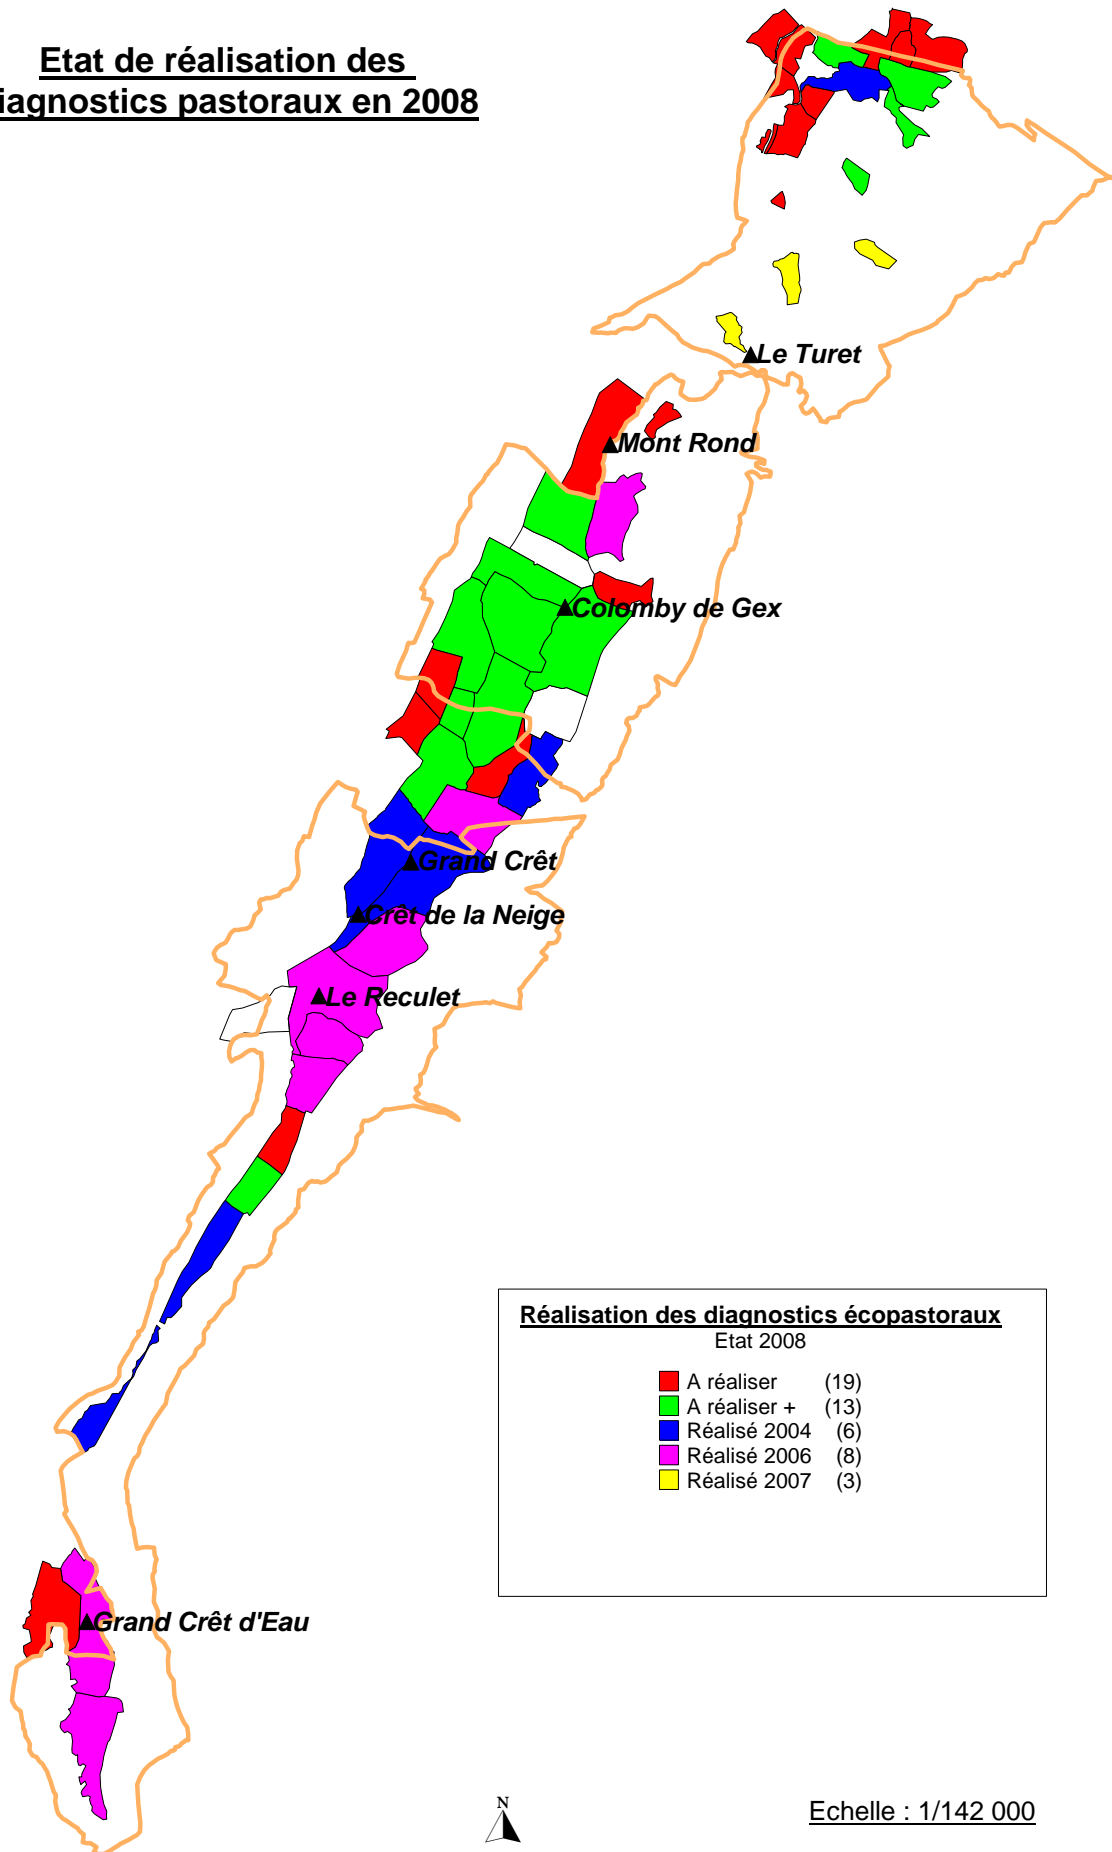 Etat de réalisation des
iagnostics pastoraux en 2008
Le Turet
Mont Rond
Colomby de Gex
Grand Crêt
Crêt de la Neige
Le Reculet
Réalisation des diagnostics écopastoraux
Etat 2008
A réaliser (19)
A réaliser + (13)
Réalisé 2004 (6)
Réalisé 2006 (8)
Réalisé 2007 (3)
Grand Crêt d'Eau
N
Echelle : 1/142 000